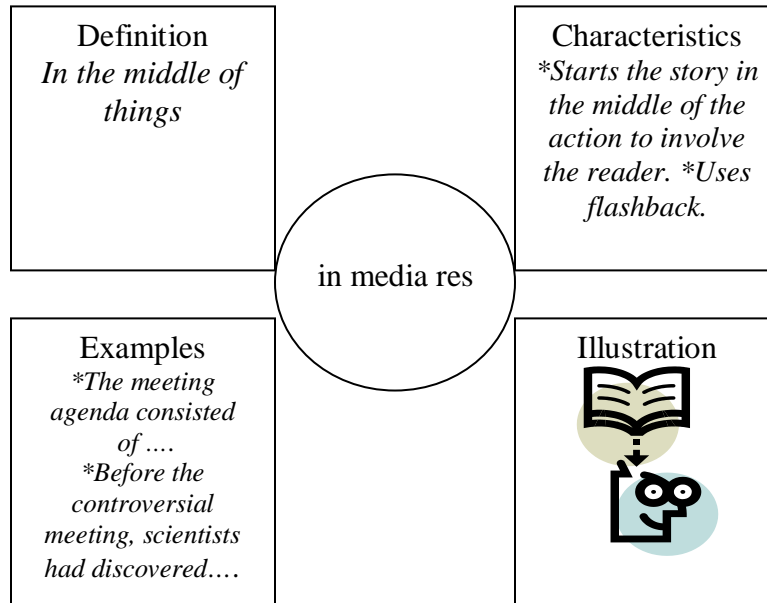 Definition
In the middle of
things
Characteristics
*Starts the story in
the middle of the
action to involve
the reader. *Uses
flashback.
in media res
Examples
*The meeting
agenda consisted
of ….
*Before the
controversial
meeting, scientists
had discovered….
Illustration